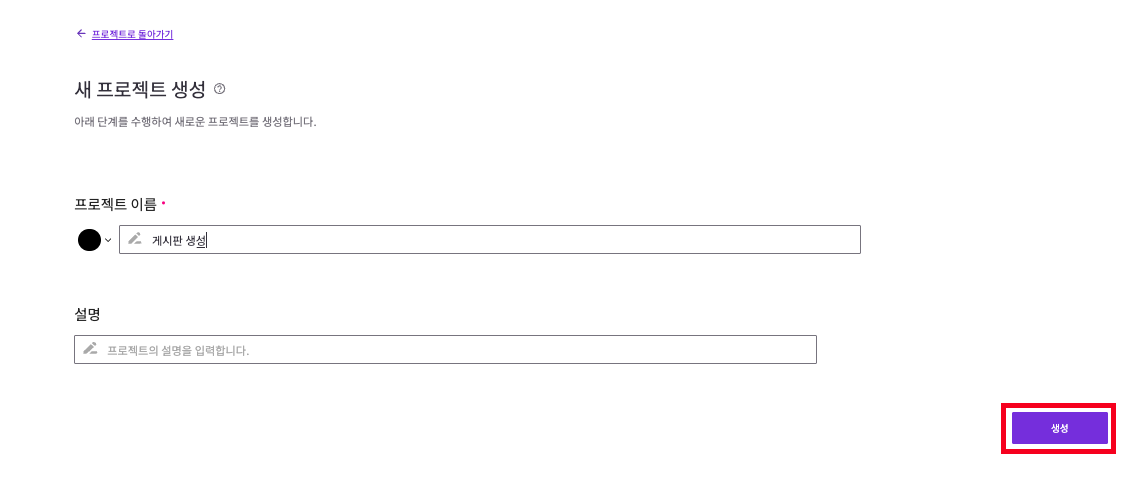 프로젝트로 돌아가기
새 프로젝트 생성
아래 단계를 수행하여 새로운 프로젝트를 생성합니다.
프로젝트 이름
게시판 생성
설명
프로젝트의 설명을 입력합니다.
생성